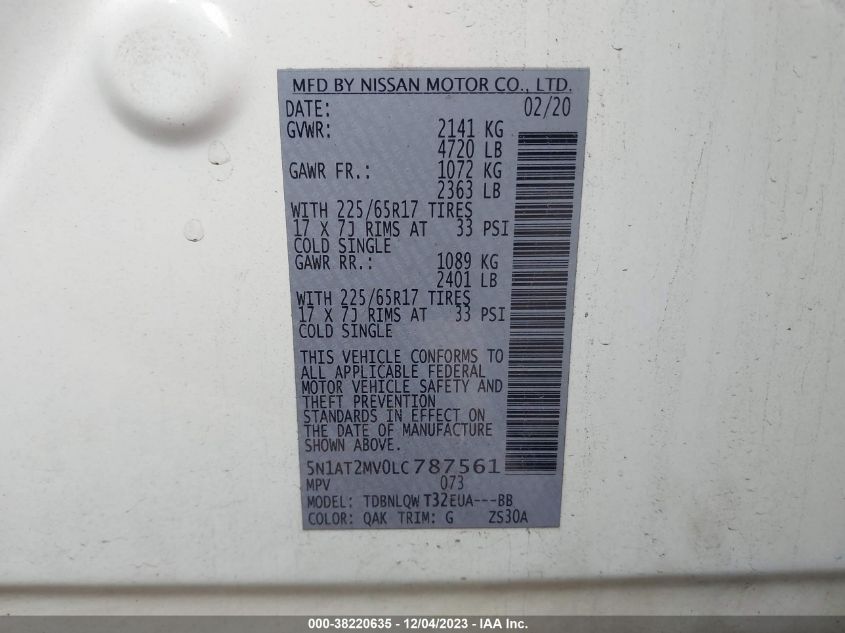 MFD BY NISSAN MOTOR CO., LTD.
DATE: 02/20
GVWR: 2141 KG
4720 LB
GAWR FR.: 1072 KG
2363 LB
WITH 225/65R17 TIRES
17 X 7J RIMS AT 33 PSI
COLD SINGLE
GAWR RR.: 1089 KG
2401 LB
WITH 225/65R17 TIRES
17 X 7J RIMS AT 33 PSI
COLD SINGLE
THIS VEHICLE CONFORMS TO
ALL APPLICABLE FEDERAL
MOTOR VEHICLE SAFETY AND
THEFT PREVENTION
STANDARDS IN EFFECT ON
THE DATE OF MANUFACTURE
SHOWN ABOVE.
5N1AT2MV0LC787561
MPV 073
MODEL: TDBNLQW T32EUA---BB
COLOR: QAK TRIM: G ZS30A
000-38220635 - 12/04/2023 - IAA Inc.